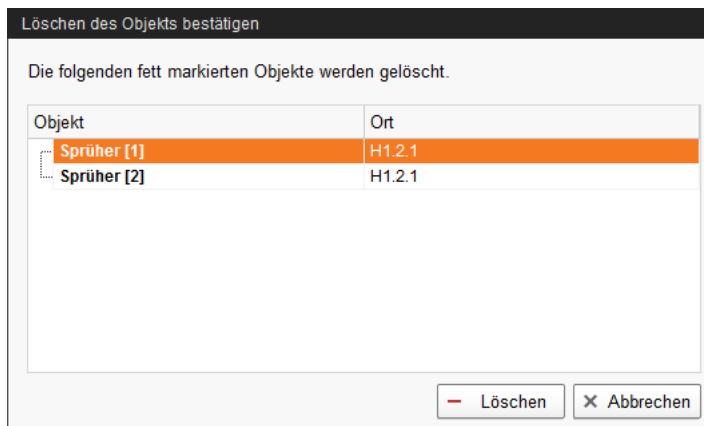 Löschen des Objekts bestätigen
Die folgenden fett markierten Objekte werden gelöscht.
Objekt Ort
Sprüher [1] H1.2.1
Sprüher [2] H1.2.1
Löschen Abbrechen